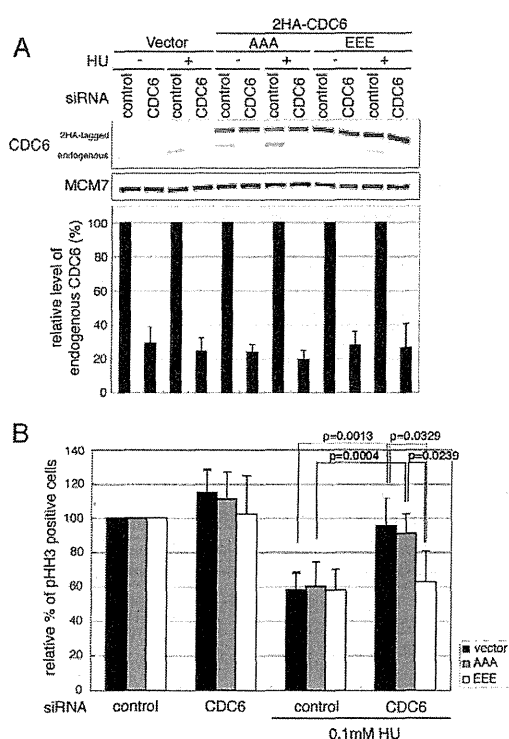 A
2HA-CDC6
Vector AAA EEE
HU - + - + - +
siRNA control CDC6 control CDC6 control CDC6 control CDC6 control CDC6 control CDC6
CDC6
2HA-tagged
endogenous
MCM7
relative level of
endogenous CDC6 (%)
100
80
60
40
20
0
B
relative % of pHH3 positive cells
140
120
100
80
60
40
20
0
p=0.0013 p=0.0329
p=0.0004 p=0.0239
vector
AAA
EEE
siRNA control CDC6 control CDC6
0.1mM HU